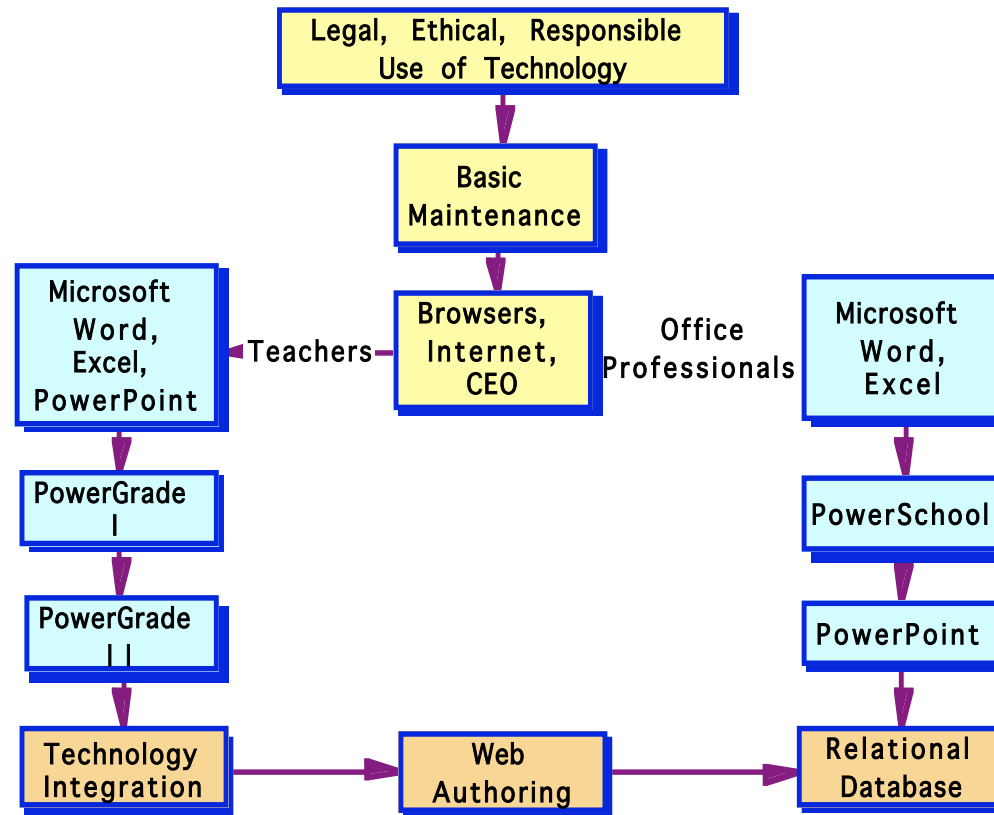 Legal, Ethical, Responsible
Use of Technology
Basic
Maintenance
Browsers,
Internet,
CEO
Teachers
Microsoft
Word,
Excel,
PowerPoint
PowerGrade
I
PowerGrade
II
Technology
Integration
Web
Authoring
Office
Professionals
Microsoft
Word,
Excel
PowerSchool
PowerPoint
Relational
Database